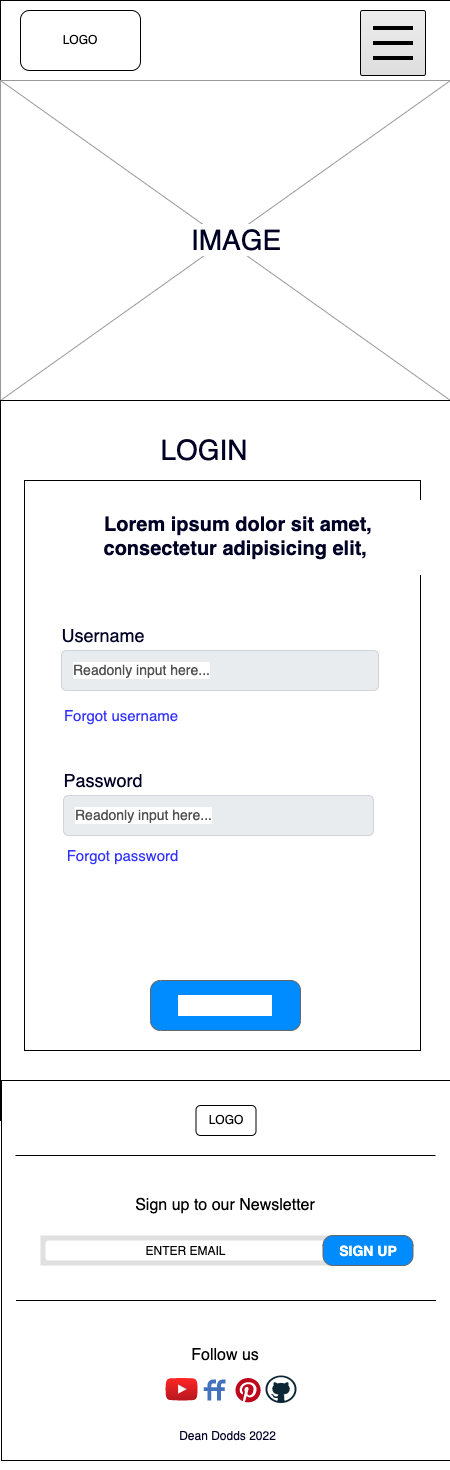 LOGO
IMAGE
LOGIN
Lorem ipsum dolor sit amet,
consectetur adipisicing elit,
Username
Readonly input here...
Forgot username
Password
Readonly input here...
Forgot password
LOGO
Sign up to our Newsletter
ENTER EMAIL
SIGN UP
Follow us
Dean Dodds 2022